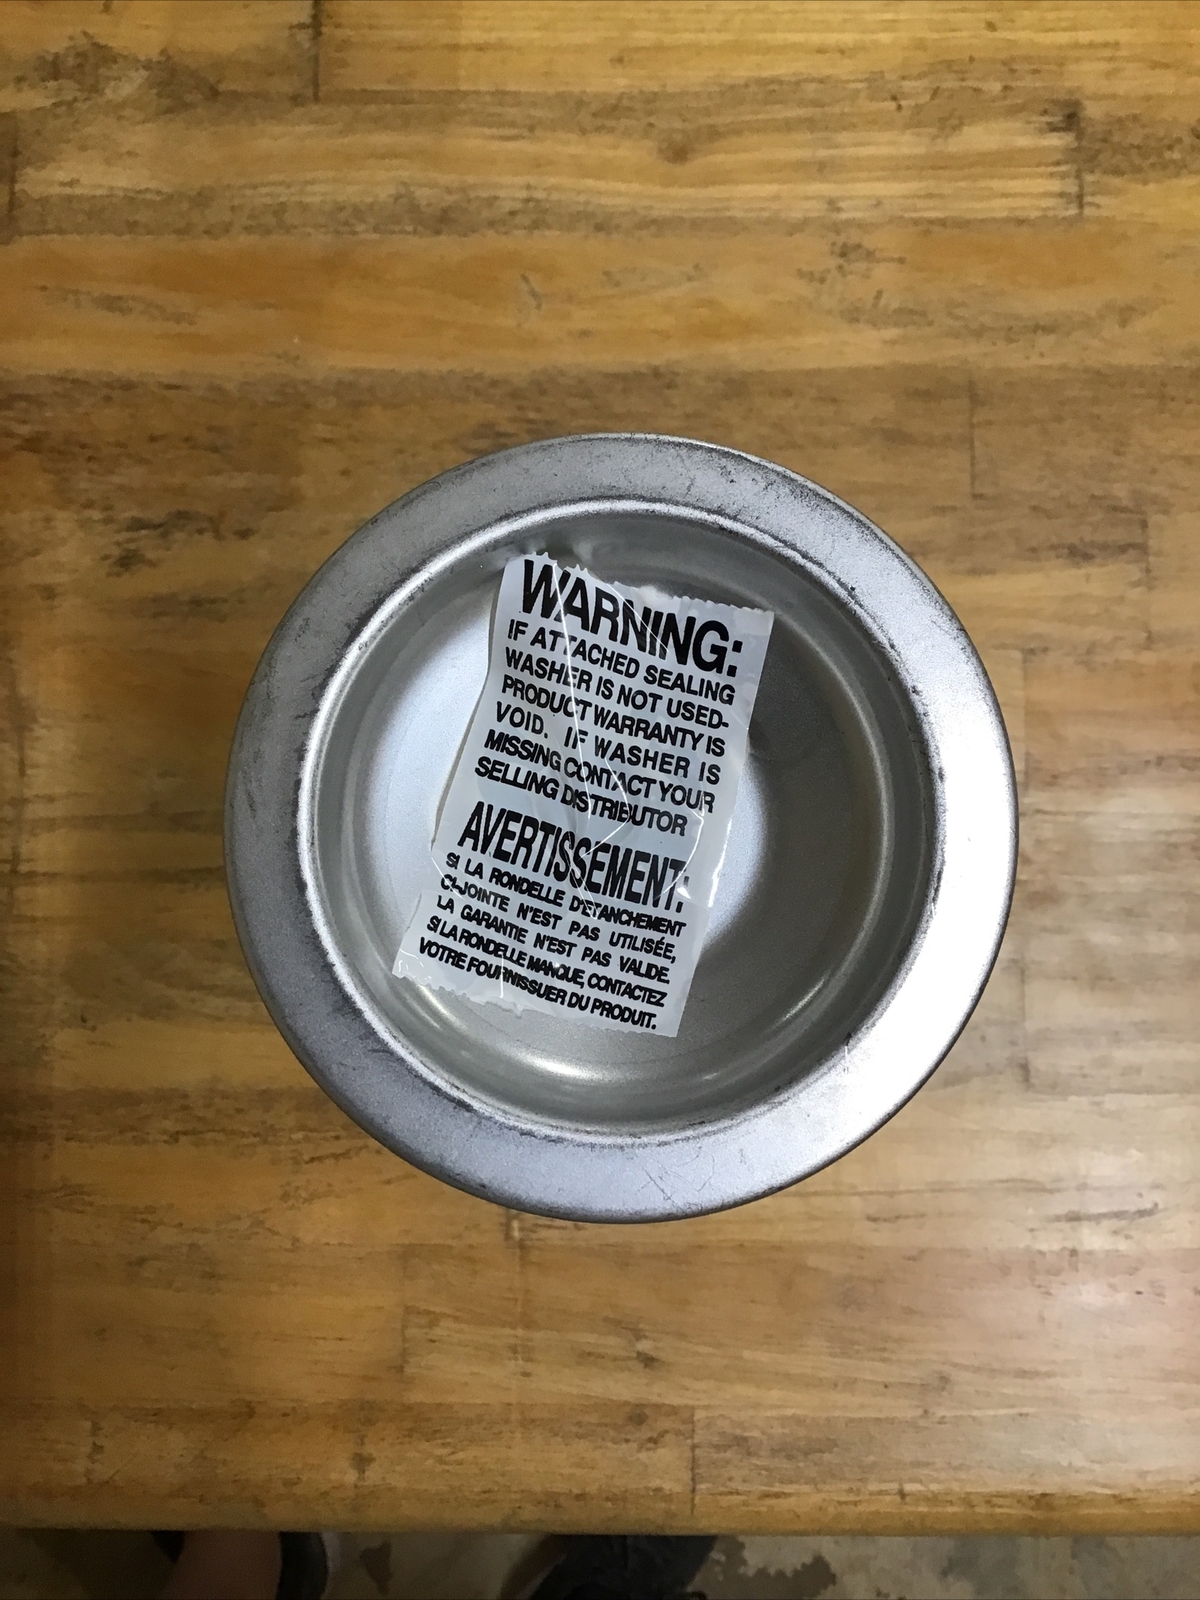 WARNING:
IF ATTACHED SEALING
WASHER IS NOT USED-
PRODUCT WARRANTY IS
VOID. IF WASHER IS
MISSING CONTACT YOUR
SELLING DISTRIBUTOR
AVERTISSEMENT:
SI LA RONDELLE D'ETANCHEMENT
CI-JOINTE N'EST PAS UTILISÉE,
LA GARANTIE N'EST PAS VALIDE.
SI LA RONDELLE MANQUE, CONTACTEZ
VOTRE FOURNISSUER DU PRODUIT.